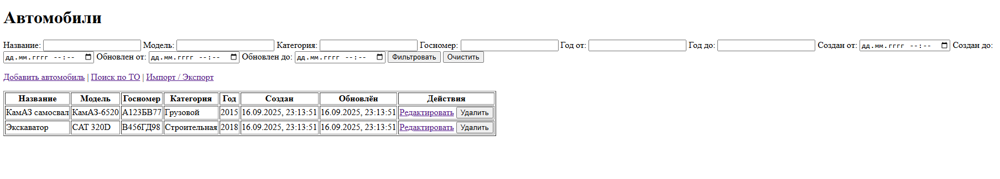 Автомобили
Название: Модель: Категория: Госномер: Год от: Год до: Создан от: дд.мм.гггг --:-- Создан до:
дд.мм.гггг --:-- Обновлен от: дд.мм.гггг --:-- Обновлен до: дд.мм.гггг --:-- Фильтровать Очистить
Добавить автомобиль | Поиск по ТО | Импорт / Экспорт
Название Модель Госномер Категория Год Создан Обновлён Действия
КамАЗ самосвал КамАЗ-6520 А123БВ77 Грузовой 2015 16.09.2025, 23:13:51 16.09.2025, 23:13:51 Редактировать Удалить
Экскаватор CAT 320D В456ГД98 Строительная 2018 16.09.2025, 23:13:51 16.09.2025, 23:13:51 Редактировать Удалить